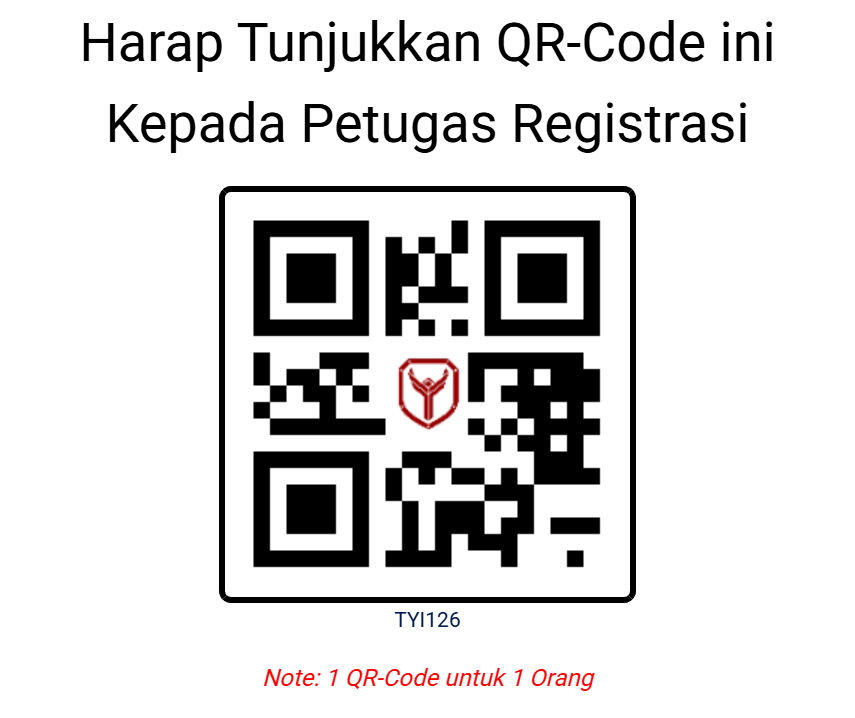 Harap Tunjukkan QR-Code ini
Kepada Petugas Registrasi
TYI126
Note: 1 QR-Code untuk 1 Orang